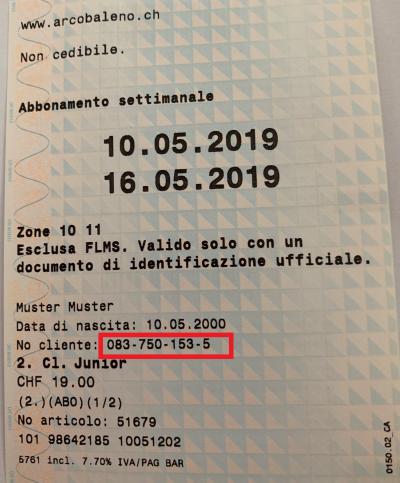 www.arcobaleno.ch
Non cedibile.
Abbonamento settimanale
10.05.2019
16.05.2019
Zone 10 11
Esclusa FLMS. Valido solo con un
documento di identificazione ufficiale.
Muster Muster
Data di nascita: 10.05.2000
No cliente: 083-750-153-5
2. Cl. Junior
CHF 19.00
(2.)(ABO)(1/2)
No articolo: 51679
101 98642185 10051202
5761 incl. 7.70% IVA/PAG BAR
0150.02_CA